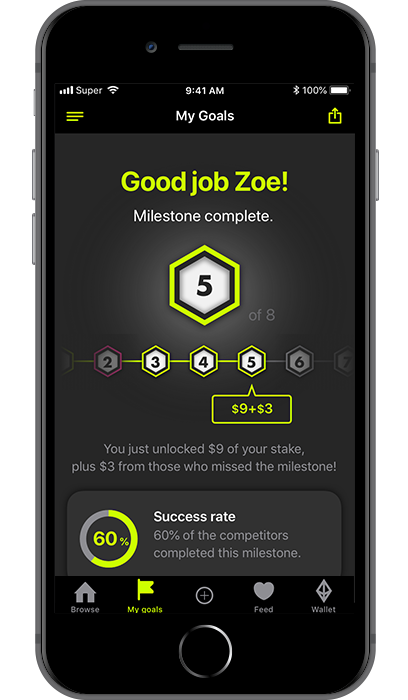 Super 9:41 AM 100%
My Goals
Good job Zoe!
Milestone complete.
5
of 8
2 3 4 5 6 7
$9+$3
You just unlocked $9 of your stake,
plus $3 from those who missed the milestone!
Success rate
60% of the competitors
completed this milestone.
60%
Browse My goals Feed Wallet